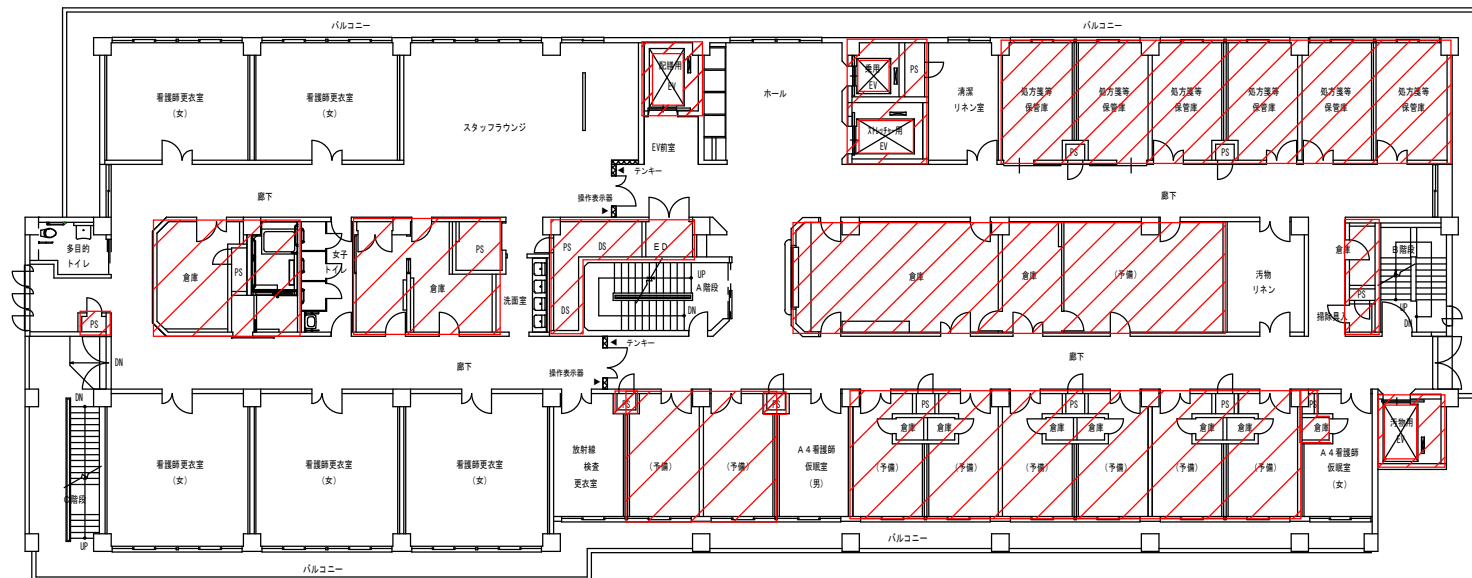 バルコニー
バルコニー
看護師更衣室
(女)
看護師更衣室
(女)
スタッフラウンジ
配膳用
EV
EV前室
ホール
乗用
EV
PS
ストレッチャー用
EV
清潔
リネン室
処方箋等
保管庫
処方箋等
保管庫
処方箋等
保管庫
処方箋等
保管庫
処方箋等
保管庫
処方箋等
保管庫
PS
PS
テンキー
操作表示器
廊下
廊下
多目的
トイレ
倉庫
PS
女子
トイレ
倉庫
PS
洗面室
PS
DS
ED
DS
UP
A階段
DN
倉庫
倉庫
(予備)
汚物
リネン
倉庫
PS
掃除具入
B階段
UP
DN
PS
DN
テンキー
操作表示器
廊下
廊下
DN
C階段
UP
看護師更衣室
(女)
看護師更衣室
(女)
看護師更衣室
(女)
放射線
検査
更衣室
PS
(予備)
(予備)
PS
A4看護師
仮眠室
(男)
PS
倉庫
倉庫
(予備)
(予備)
PS
倉庫
倉庫
(予備)
(予備)
PS
倉庫
倉庫
(予備)
(予備)
PS
倉庫
A4看護師
仮眠室
(女)
汚物用
EV
バルコニー
バルコニー